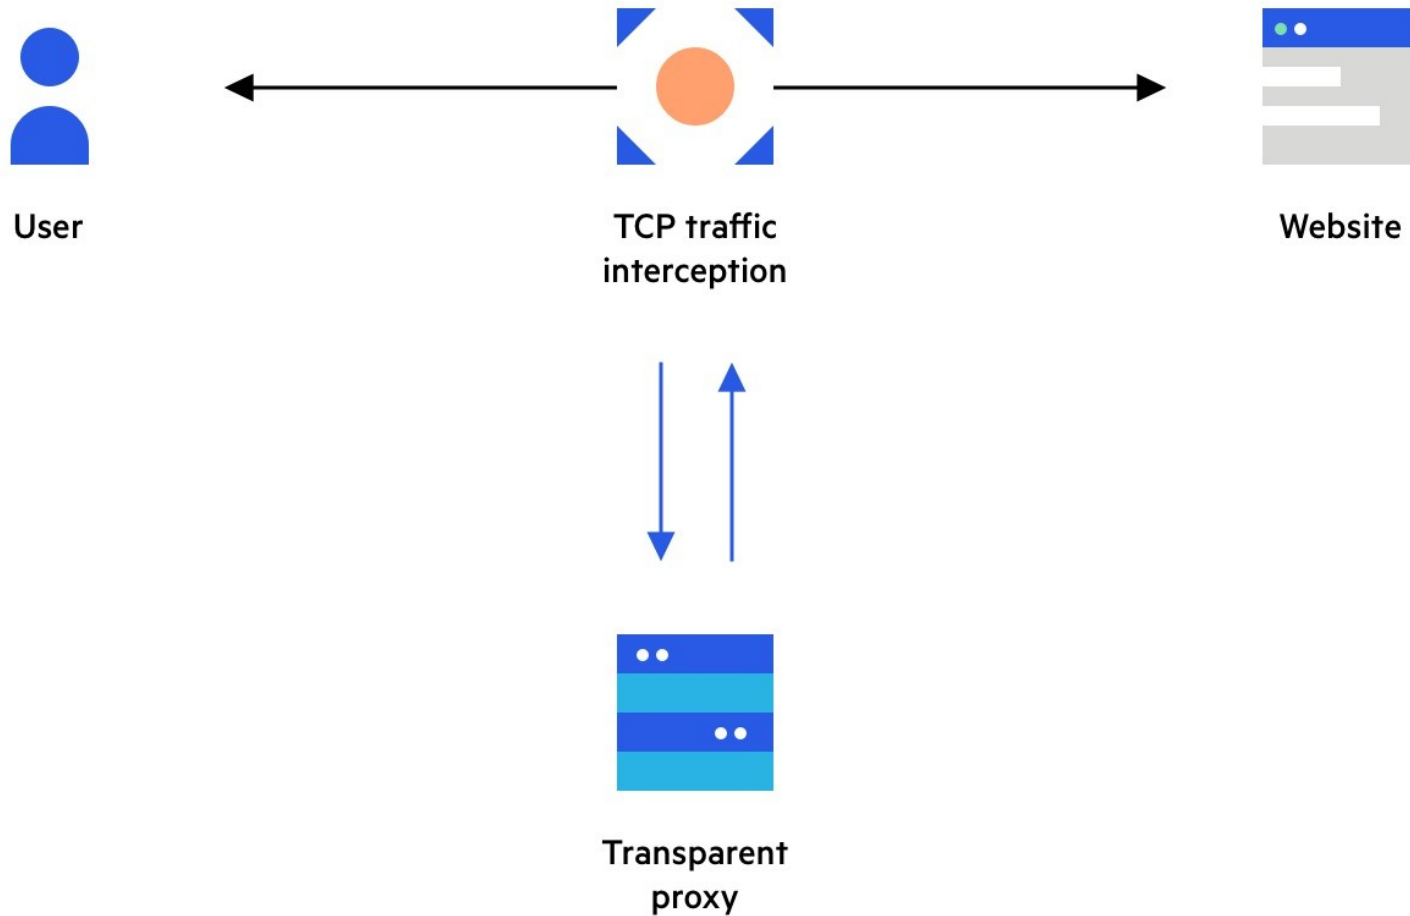 User
TCP traffic
interception
Website
Transparent
proxy